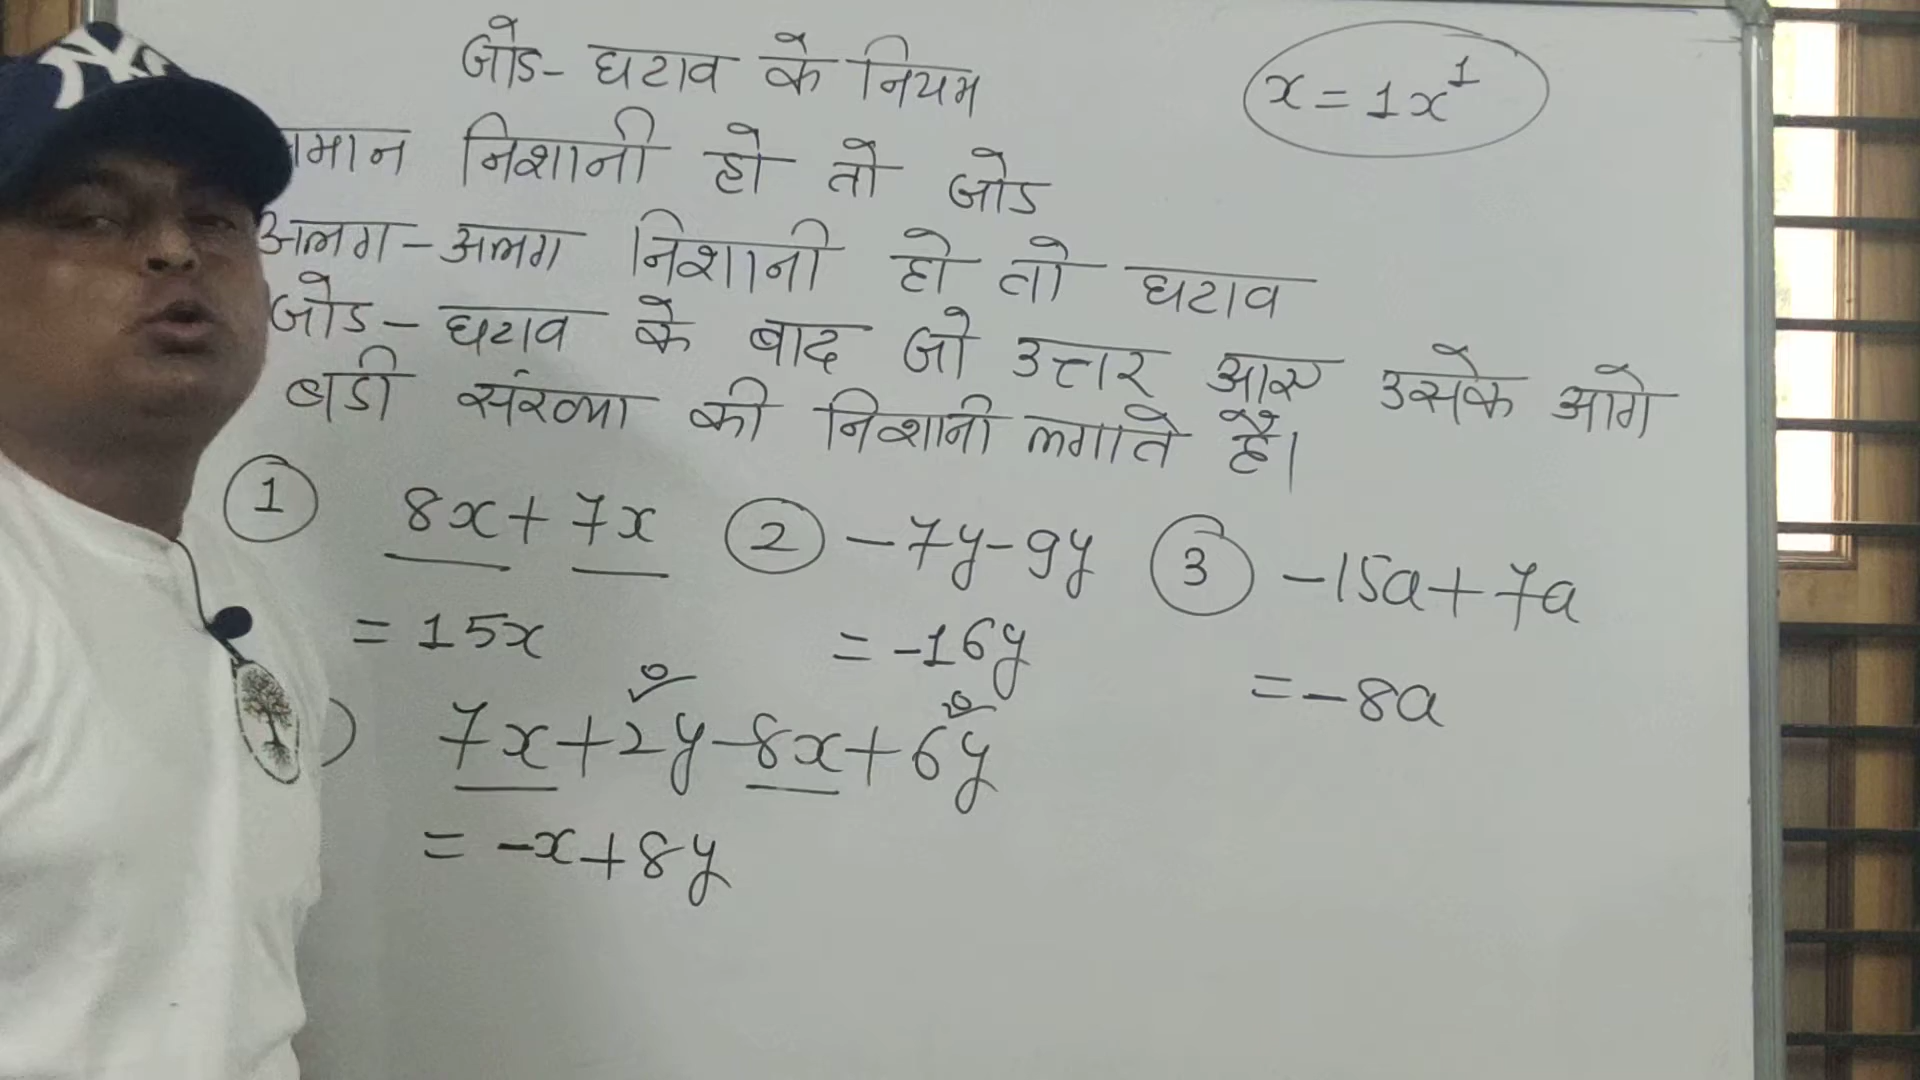 जोड - घटाव के नियम
x = 1x¹
समान निशानी हो तो जोड
अलग - अलग निशानी हो तो घटाव
जोड - घटाव के बाद जो उत्तर आए उसके आगे
बडी संख्या की निशानी लगाते है।
① 8x + 7x ② - 7y - 9y ③ - 15a + 7a
= 15x = -16y = - 8a
) 7x + 2y - 8x + 6y
= -x + 8y